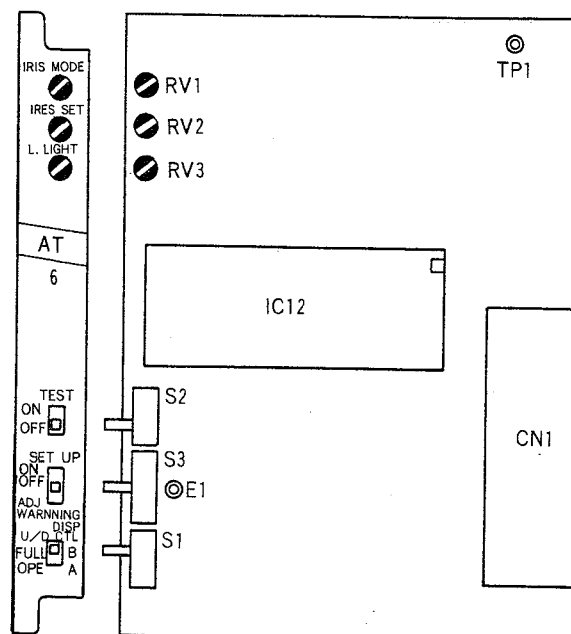 IRIS MODE
IRES SET
L. LIGHT
AT
6
TEST
ON
OFF
SET UP
ON
OFF
ADJ
WARNNING
DISP
U/D CTL
FULL B
OPE A
TP1
RV1
RV2
RV3
IC12
S2
S3
E1
S1
CN1